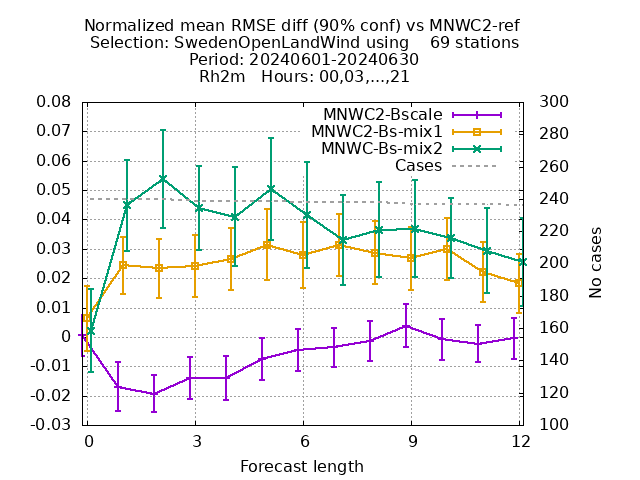 Normalized mean RMSE diff (90% conf) vs MNWC2-ref
Selection: SwedenOpenLandWind using 69 stations
Period: 20240601-20240630
Rh2m Hours: 00,03,...,21
MNWC2-Bscale
MNWC2-Bs-mix1
MNWC-Bs-mix2
Cases
0.08
0.07
0.06
0.05
0.04
0.03
0.02
0.01
0
-0.01
-0.02
-0.03
300
280
260
240
220
200
180
160
140
120
100
No cases
0 3 6 9 12
Forecast length